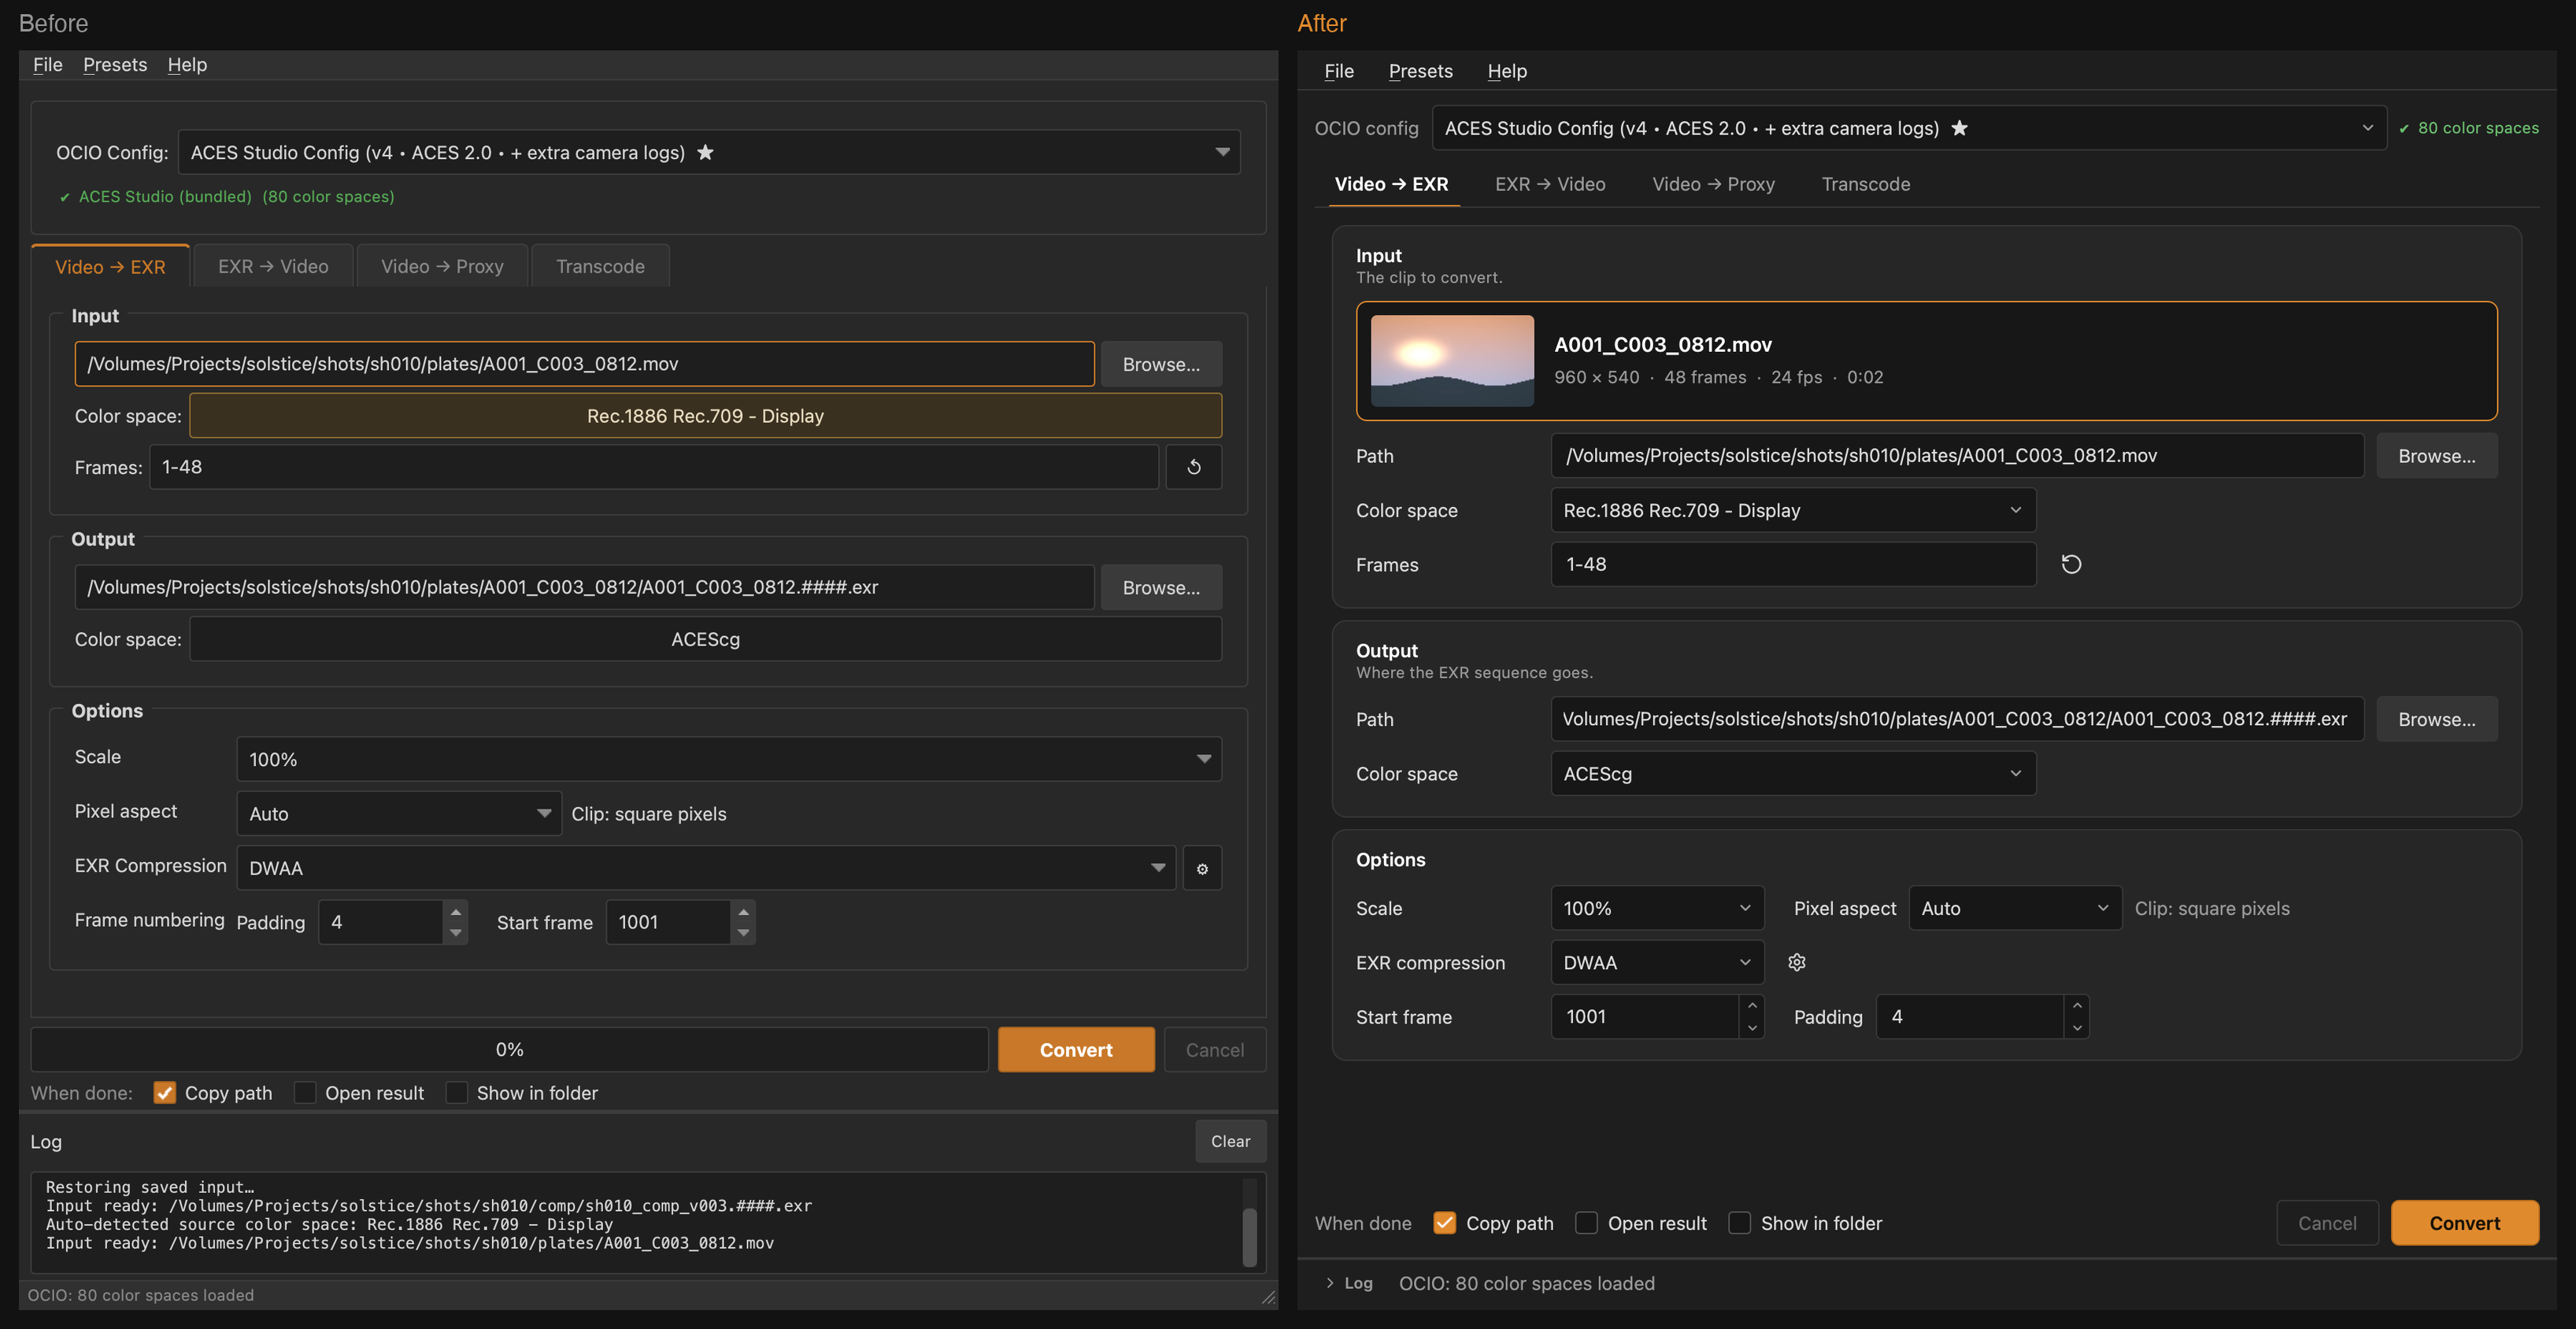 Before
File Presets Help
OCIO Config: ACES Studio Config (v4 • ACES 2.0 • + extra camera logs) ★
✔ ACES Studio (bundled) (80 color spaces)
Video → EXR EXR → Video Video → Proxy Transcode
Input
/Volumes/Projects/solstice/shots/sh010/plates/A001_C003_0812.mov Browse...
Color space: Rec.1886 Rec.709 - Display
Frames: 1-48
Output
/Volumes/Projects/solstice/shots/sh010/plates/A001_C003_0812/A001_C003_0812.####.exr Browse...
Color space: ACEScg
Options
Scale 100%
Pixel aspect Auto Clip: square pixels
EXR Compression DWAA
Frame numbering Padding 4 Start frame 1001
0% Convert Cancel
When done: Copy path Open result Show in folder
Log Clear
Restoring saved input…
Input ready: /Volumes/Projects/solstice/shots/sh010/comp/sh010_comp_v003.####.exr
Auto-detected source color space: Rec.1886 Rec.709 – Display
Input ready: /Volumes/Projects/solstice/shots/sh010/plates/A001_C003_0812.mov
OCIO: 80 color spaces loaded
After
File Presets Help
OCIO config ACES Studio Config (v4 • ACES 2.0 • + extra camera logs) ★ ✔ 80 color spaces
Video → EXR EXR → Video Video → Proxy Transcode
Input
The clip to convert.
A001_C003_0812.mov
960 × 540 · 48 frames · 24 fps · 0:02
Path /Volumes/Projects/solstice/shots/sh010/plates/A001_C003_0812.mov Browse...
Color space Rec.1886 Rec.709 - Display
Frames 1-48
Output
Where the EXR sequence goes.
Path Volumes/Projects/solstice/shots/sh010/plates/A001_C003_0812/A001_C003_0812.####.exr Browse...
Color space ACEScg
Options
Scale 100% Pixel aspect Auto Clip: square pixels
EXR compression DWAA
Start frame 1001 Padding 4
When done Copy path Open result Show in folder Cancel Convert
Log OCIO: 80 color spaces loaded